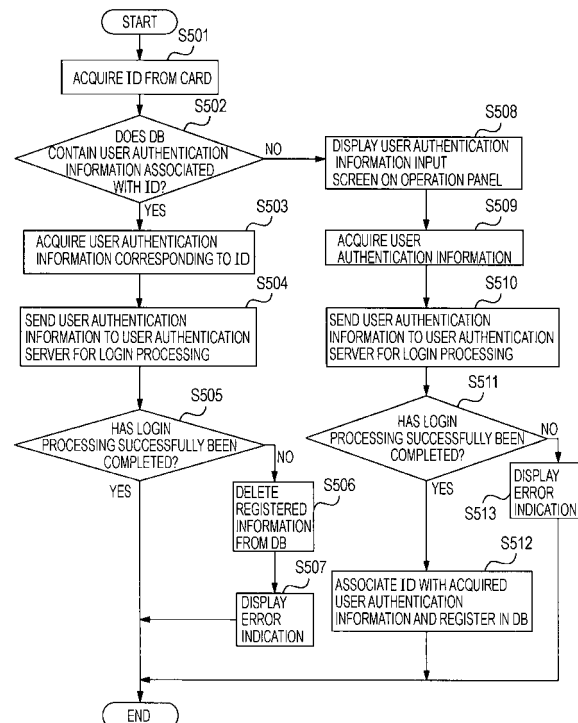 START
S501
ACQUIRE ID FROM CARD
S502
DOES DB
CONTAIN USER AUTHENTICATION
INFORMATION ASSOCIATED
WITH ID?
NO
YES
S503
ACQUIRE USER AUTHENTICATION
INFORMATION CORRESPONDING TO ID
S504
SEND USER AUTHENTICATION
INFORMATION TO USER AUTHENTICATION
SERVER FOR LOGIN PROCESSING
S505
HAS LOGIN
PROCESSING SUCCESSFULLY BEEN
COMPLETED?
NO
YES
S506
DELETE
REGISTERED
INFORMATION
FROM DB
S507
DISPLAY
ERROR
INDICATION
S508
DISPLAY USER AUTHENTICATION
INFORMATION INPUT
SCREEN ON OPERATION PANEL
S509
ACQUIRE USER
AUTHENTICATION INFORMATION
S510
SEND USER AUTHENTICATION
INFORMATION TO USER AUTHENTICATION
SERVER FOR LOGIN PROCESSING
S511
HAS LOGIN
PROCESSING SUCCESSFULLY BEEN
COMPLETED?
NO
YES
S513
DISPLAY
ERROR
INDICATION
S512
ASSOCIATE ID WITH ACQUIRED
USER AUTHENTICATION
INFORMATION AND REGISTER IN DB
END